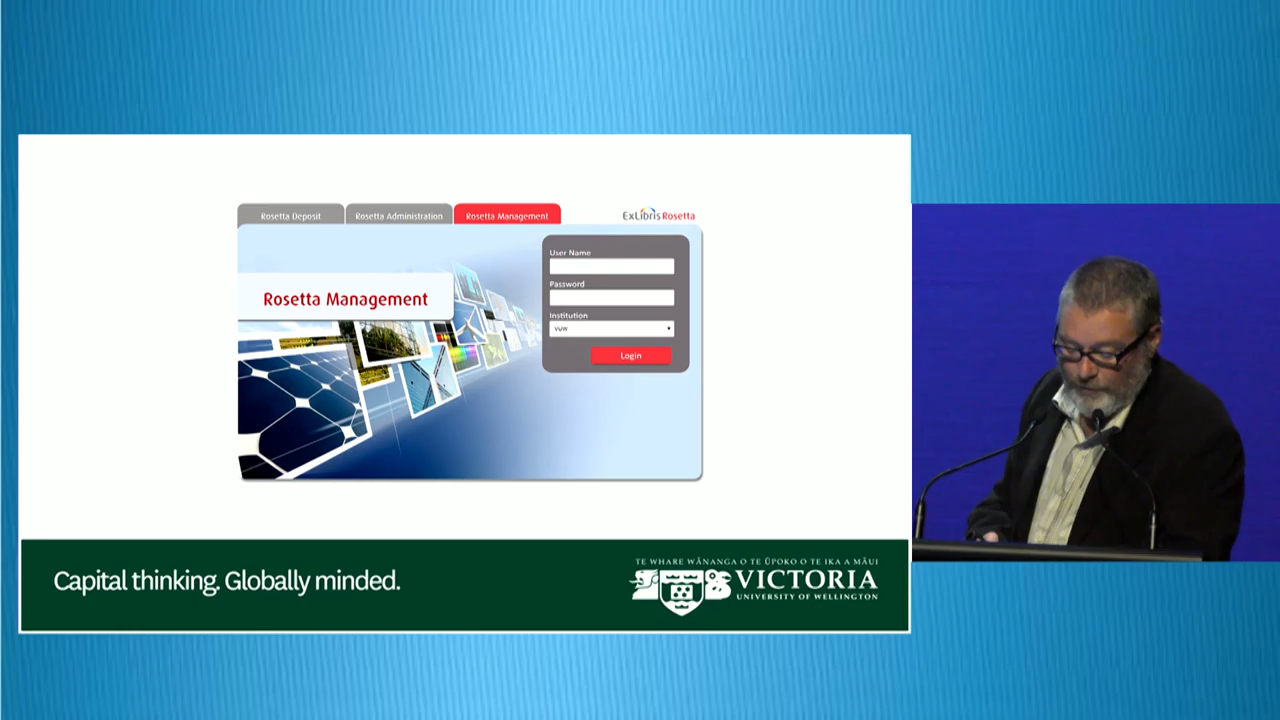 Rosetta Deposit
Rosetta Administration
Rosetta Management
ExLibris Rosetta
User Name
Password
Institution
VUW
Login
Rosetta Management
Capital thinking. Globally minded.
TE WHARE WĀNANGA O TE ŪPOKO O TE IKA A MĀUI
VICTORIA
UNIVERSITY OF WELLINGTON